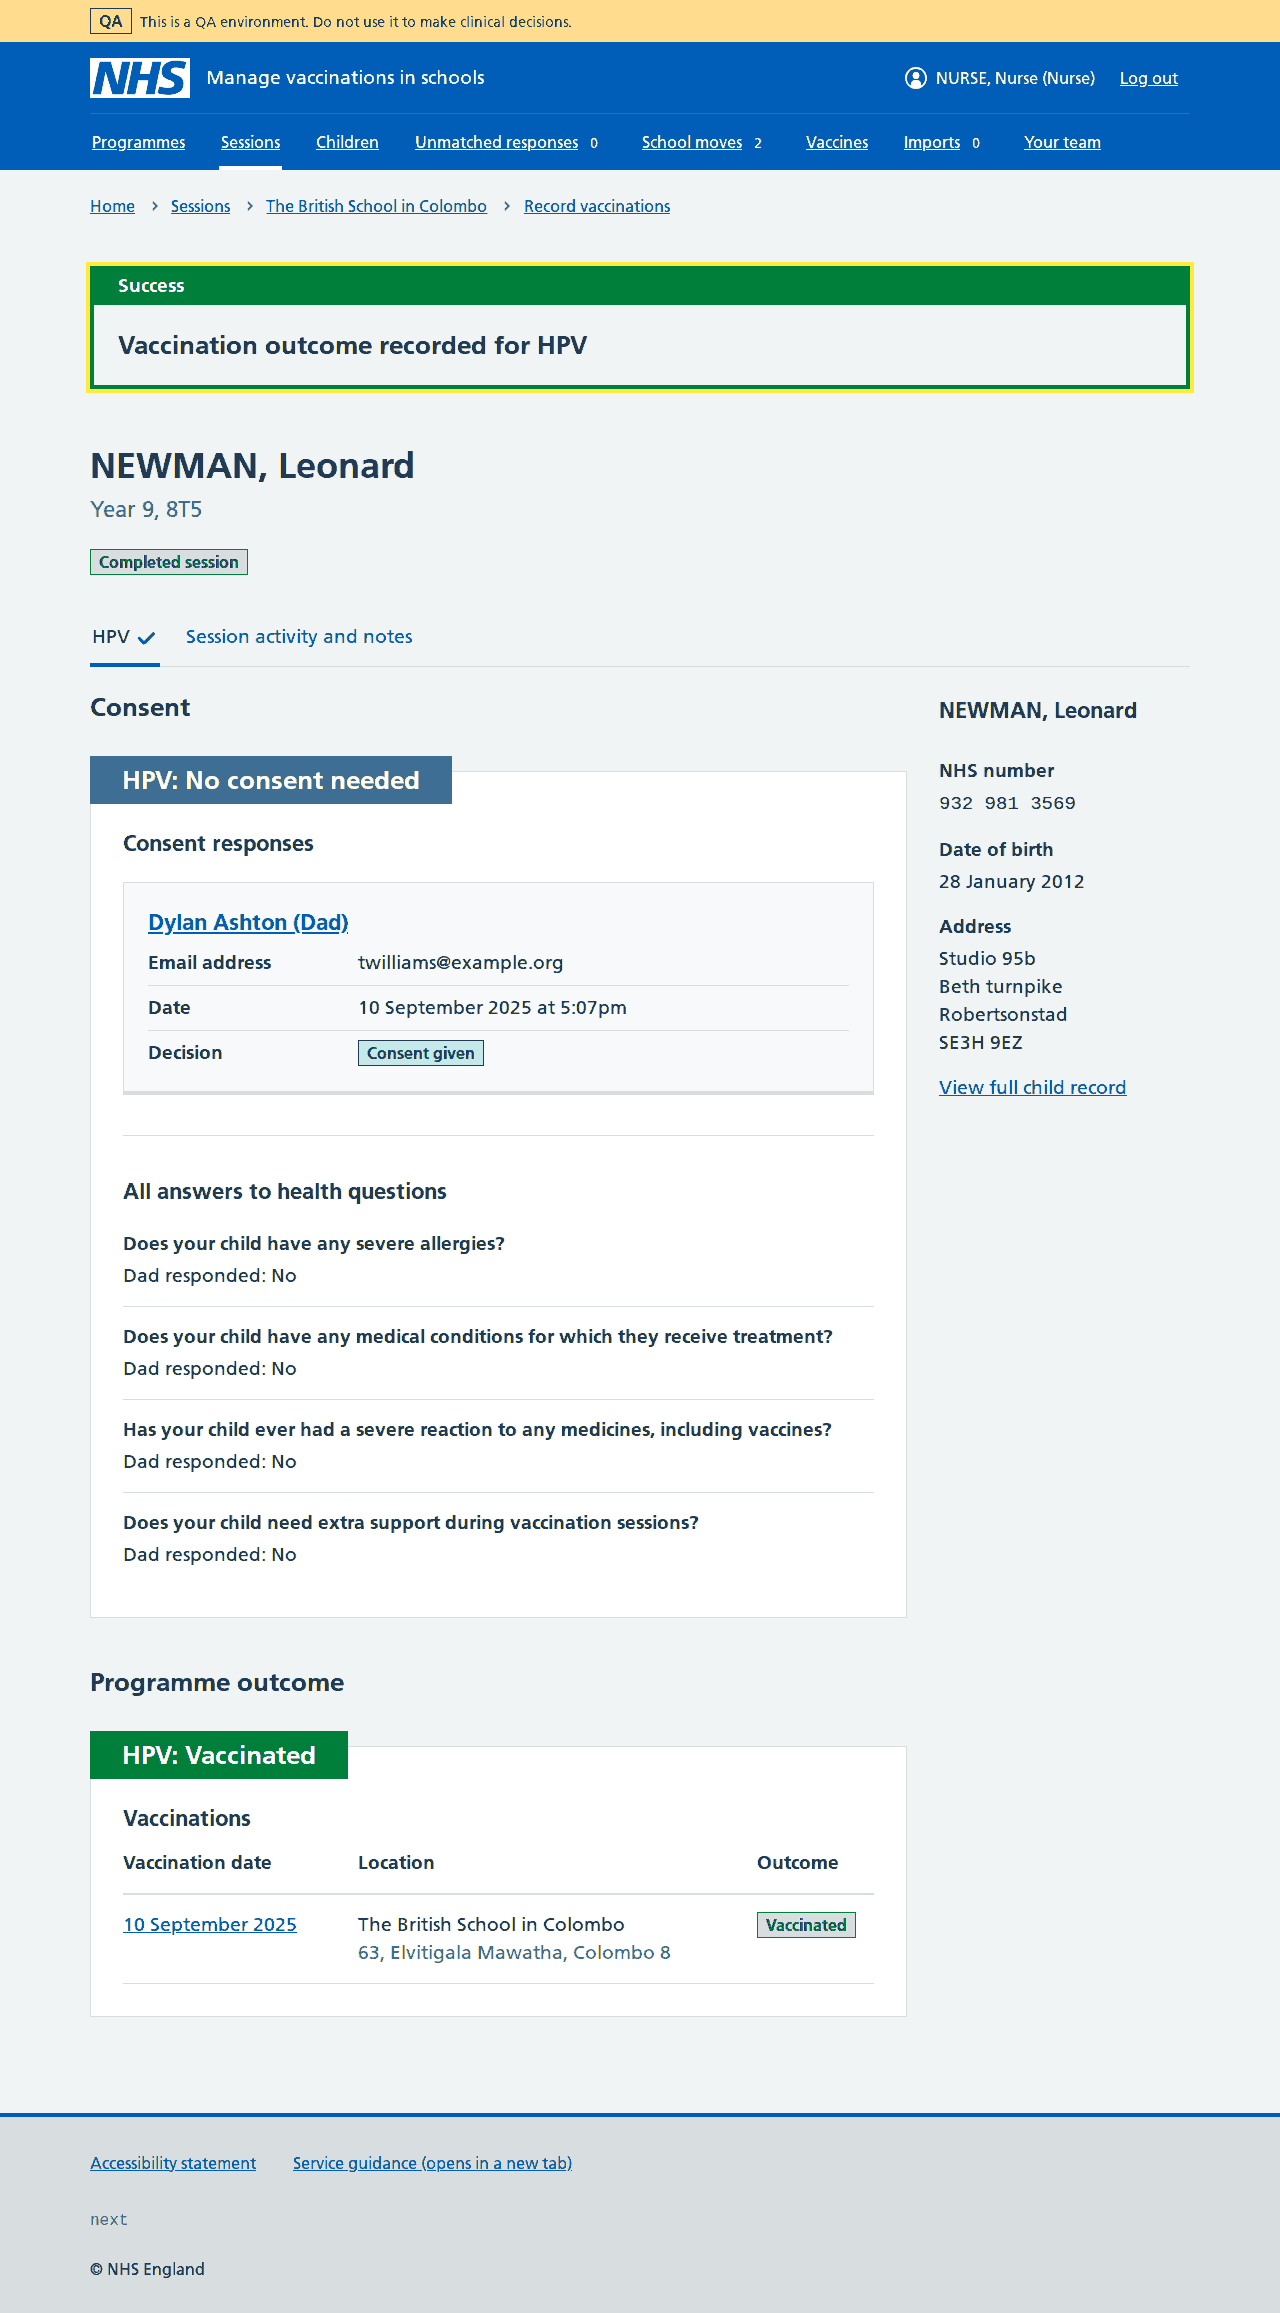 QA This is a QA environment. Do not use it to make clinical decisions.
NHS Manage vaccinations in schools NURSE, Nurse (Nurse) Log out
Programmes Sessions Children Unmatched responses 0 School moves 2 Vaccines Imports 0 Your team
Home Sessions The British School in Colombo Record vaccinations
Success
Vaccination outcome recorded for HPV
NEWMAN, Leonard
Year 9, 8T5
Completed session
HPV Session activity and notes
Consent
HPV: No consent needed
Consent responses
Dylan Ashton (Dad)
Email address twilliams@example.org
Date 10 September 2025 at 5:07pm
Decision Consent given
All answers to health questions
Does your child have any severe allergies?
Dad responded: No
Does your child have any medical conditions for which they receive treatment?
Dad responded: No
Has your child ever had a severe reaction to any medicines, including vaccines?
Dad responded: No
Does your child need extra support during vaccination sessions?
Dad responded: No
NEWMAN, Leonard
NHS number
932 981 3569
Date of birth
28 January 2012
Address
Studio 95b
Beth turnpike
Robertsonstad
SE3H 9EZ
View full child record
Programme outcome
HPV: Vaccinated
Vaccinations
Vaccination date Location Outcome
10 September 2025 The British School in Colombo Vaccinated
63, Elvitigala Mawatha, Colombo 8
Accessibility statement Service guidance (opens in a new tab)
next
© NHS England